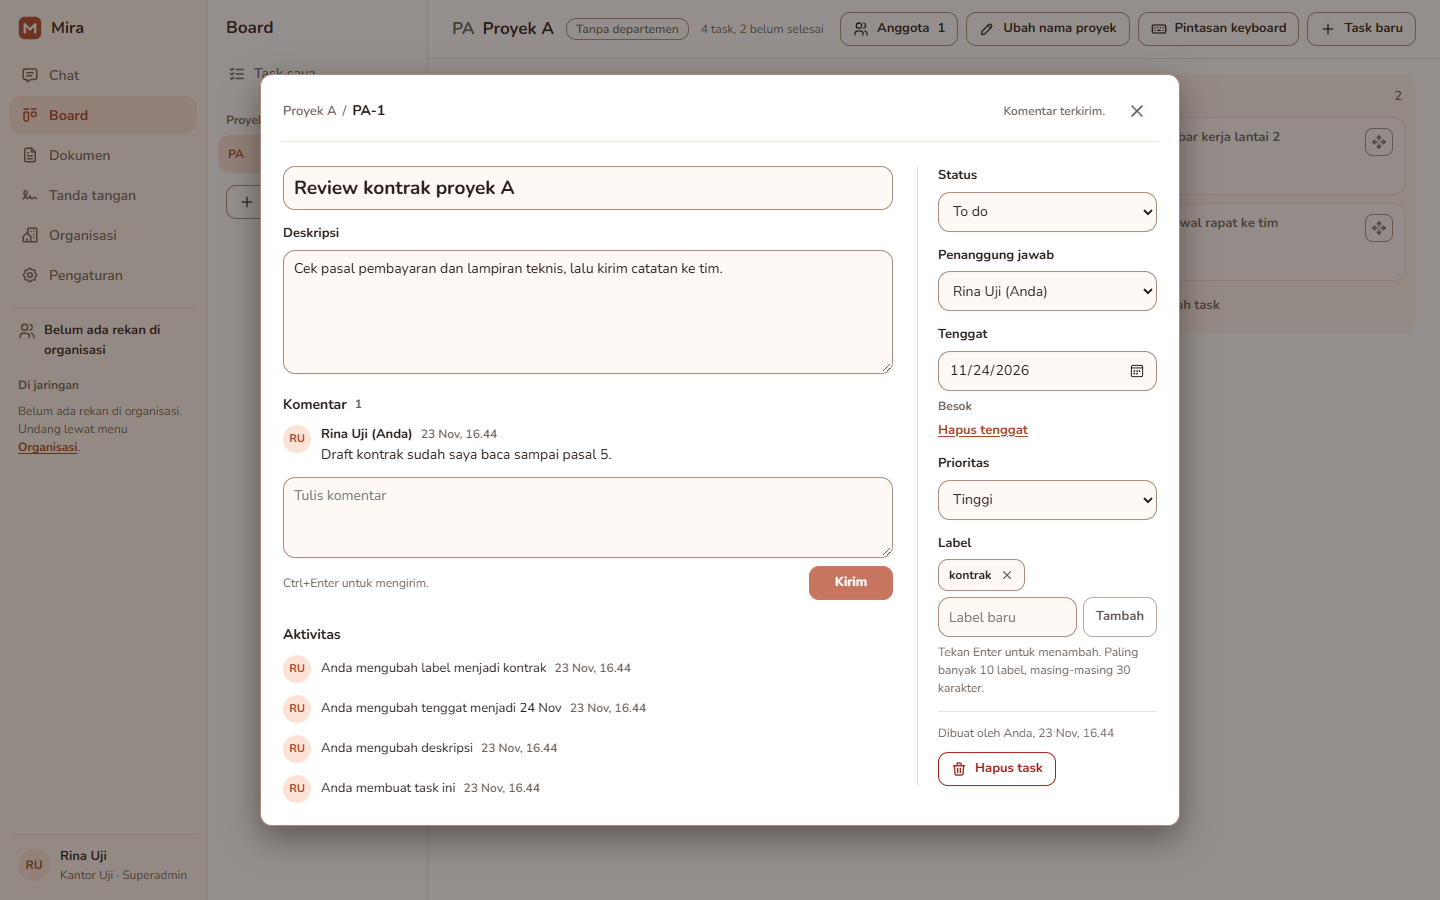 Mira
Chat
Board
Dokumen
Tanda tangan
Organisasi
Pengaturan
Belum ada rekan di
organisasi
Di jaringan
Belum ada rekan di organisasi.
Undang lewat menu
Organisasi.
RU
Rina Uji
Kantor Uji · Superadmin
Board
Task saya
PA
PA Proyek A
Tanpa departemen
4 task, 2 belum selesai
Anggota 1
Ubah nama proyek
Pintasan keyboard
Task baru
2
bar kerja lantai 2
wal rapat ke tim
ah task
Proyek A / PA-1
Komentar terkirim.
Review kontrak proyek A
Deskripsi
Cek pasal pembayaran dan lampiran teknis, lalu kirim catatan ke tim.
Komentar 1
RU
Rina Uji (Anda) 23 Nov, 16.44
Draft kontrak sudah saya baca sampai pasal 5.
Tulis komentar
Ctrl+Enter untuk mengirim.
Kirim
Aktivitas
RU Anda mengubah label menjadi kontrak 23 Nov, 16.44
RU Anda mengubah tenggat menjadi 24 Nov 23 Nov, 16.44
RU Anda mengubah deskripsi 23 Nov, 16.44
RU Anda membuat task ini 23 Nov, 16.44
Status
To do
Penanggung jawab
Rina Uji (Anda)
Tenggat
11/24/2026
Besok
Hapus tenggat
Prioritas
Tinggi
Label
kontrak
Label baru
Tambah
Tekan Enter untuk menambah. Paling
banyak 10 label, masing-masing 30
karakter.
Dibuat oleh Anda, 23 Nov, 16.44
Hapus task